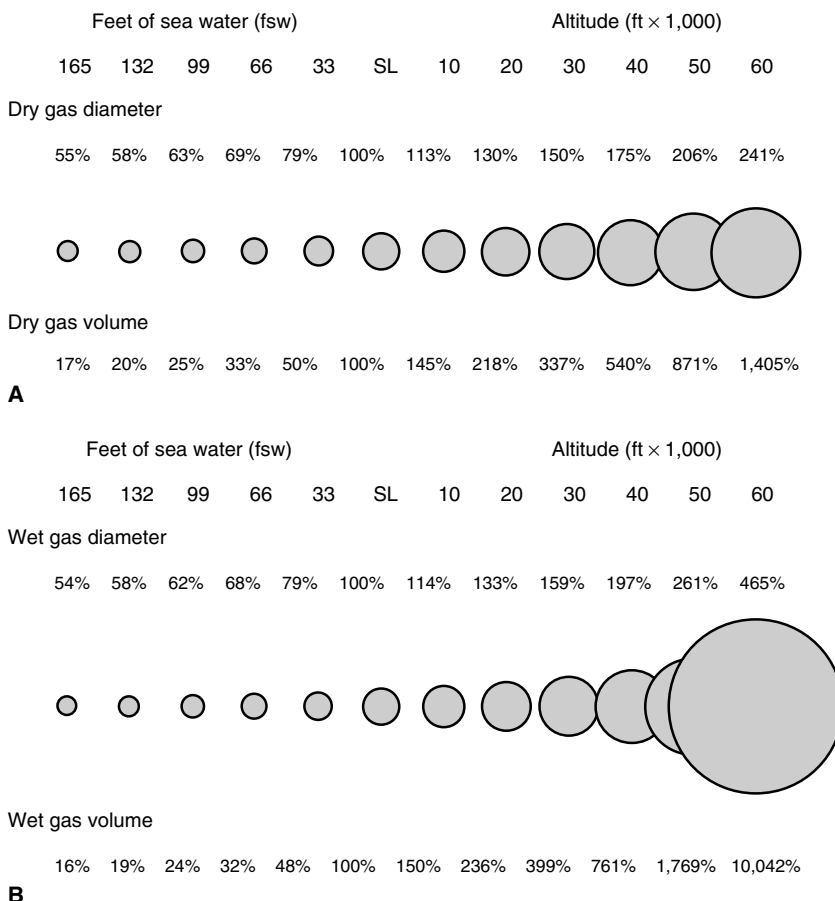 Feet of sea water (fsw) Altitude (ft × 1,000)
165 132 99 66 33 SL 10 20 30 40 50 60
Dry gas diameter
55% 58% 63% 69% 79% 100% 113% 130% 150% 175% 206% 241%
Dry gas volume
17% 20% 25% 33% 50% 100% 145% 218% 337% 540% 871% 1,405%
A
Feet of sea water (fsw) Altitude (ft × 1,000)
165 132 99 66 33 SL 10 20 30 40 50 60
Wet gas diameter
54% 58% 62% 68% 79% 100% 114% 133% 159% 197% 261% 465%
Wet gas volume
16% 19% 24% 32% 48% 100% 150% 236% 399% 761% 1,769% 10,042%
B